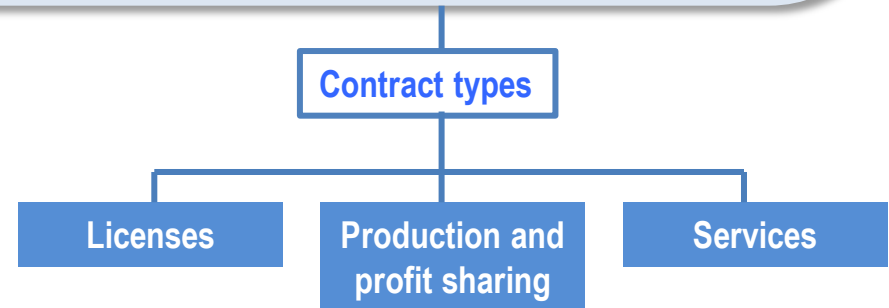 Contract types
Licenses
Production and
profit sharing
Services